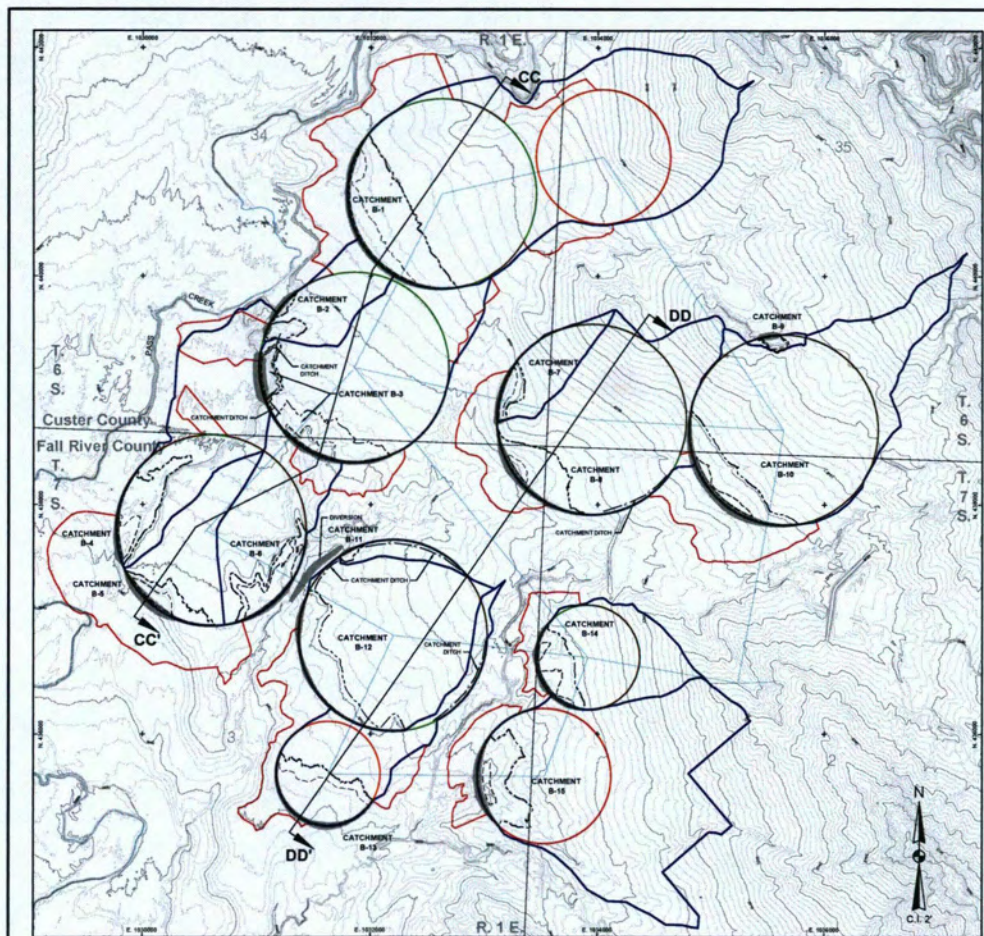 R. 1 E.
CC
34
35
CATCHMENT
B-1
CATCHMENT
B-2
CREEK
PASS
CATCHMENT
DITCH
CATCHMENT B-3
CATCHMENT DITCH
DD
CATCHMENT
B-9
CATCHMENT
B-7
T.
6
S.
T.
6
S.
Custer County
Fall River County
T.
7
S.
T.
7
S.
CATCHMENT
CATCHMENT
B-10
CATCHMENT DITCH
DIVERSION
CATCHMENT
B-11
CATCHMENT
B-4
CATCHMENT
CATCHMENT
CATCHMENT DITCH
CC'
CATCHMENT
B-12
CATCHMENT
DITCH
CATCHMENT
B-14
3
2
CATCHMENT
B-15
CATCHMENT
B-13
DD'
N
C.I. 2'
R. 1 E.